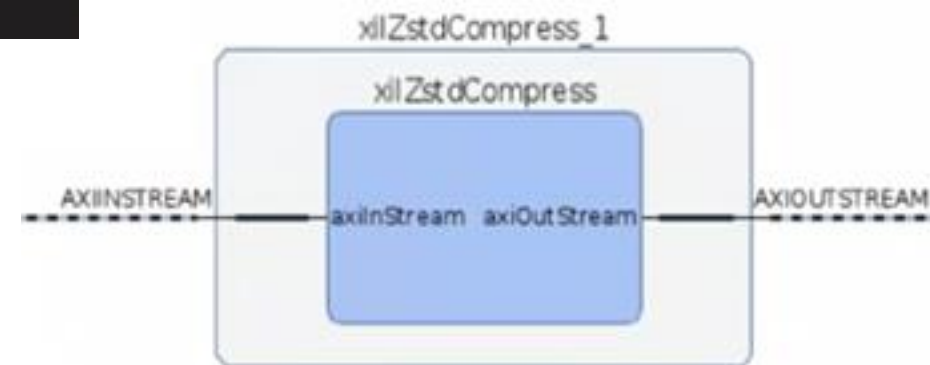 xilZstdCompress_1
xilZstdCompress
AXIINSTREAM
AXIOUTSTREAM
axiInStream axiOutStream